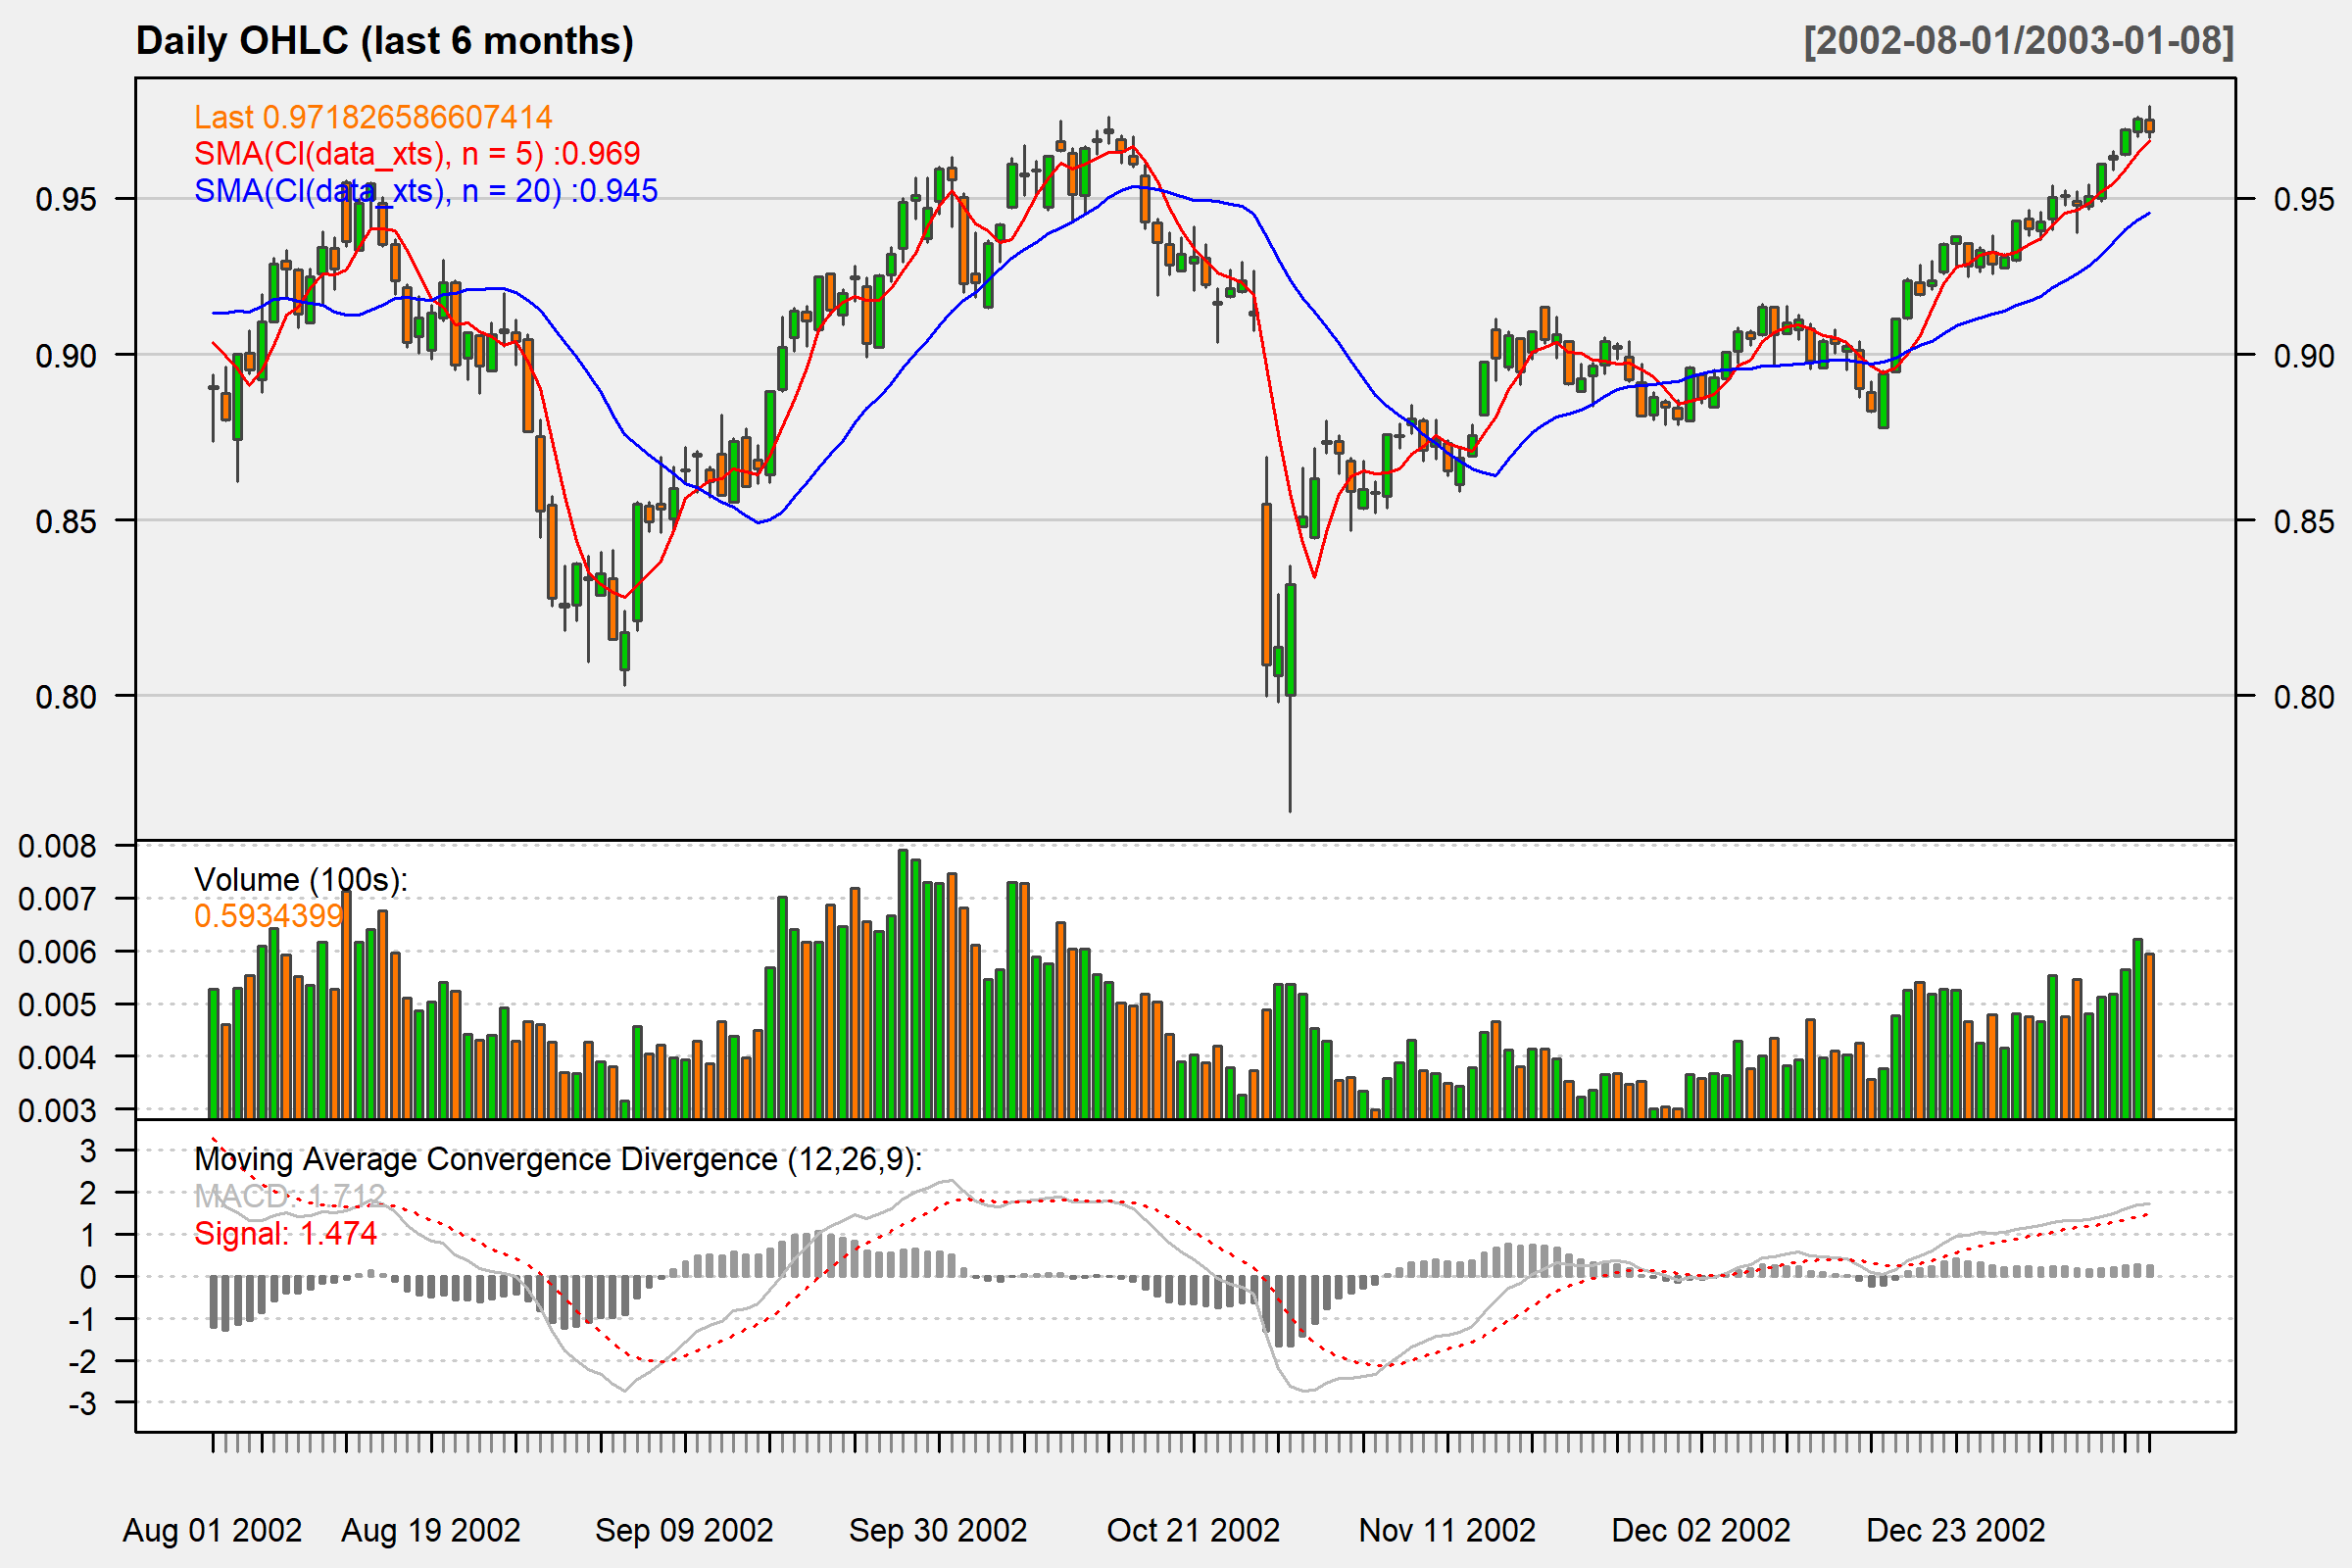 Daily OHLC (last 6 months)
[2002-08-01/2003-01-08]
Last 0.971826586607414
SMA(Cl(data_xts), n = 5) :0.969
SMA(Cl(data_xts), n = 20) :0.945
0.95
0.95
0.90
0.90
0.85
0.85
0.80
0.80
0.008
Volume (100s):
0.007
0.5934399
0.006
0.005
0.004
0.003
3
Moving Average Convergence Divergence (12,26,9):
2
MACD: 1.712
1
Signal: 1.474
0
-1
-2
-3
Aug 01 2002
Aug 19 2002
Sep 09 2002
Sep 30 2002
Oct 21 2002
Nov 11 2002
Dec 02 2002
Dec 23 2002